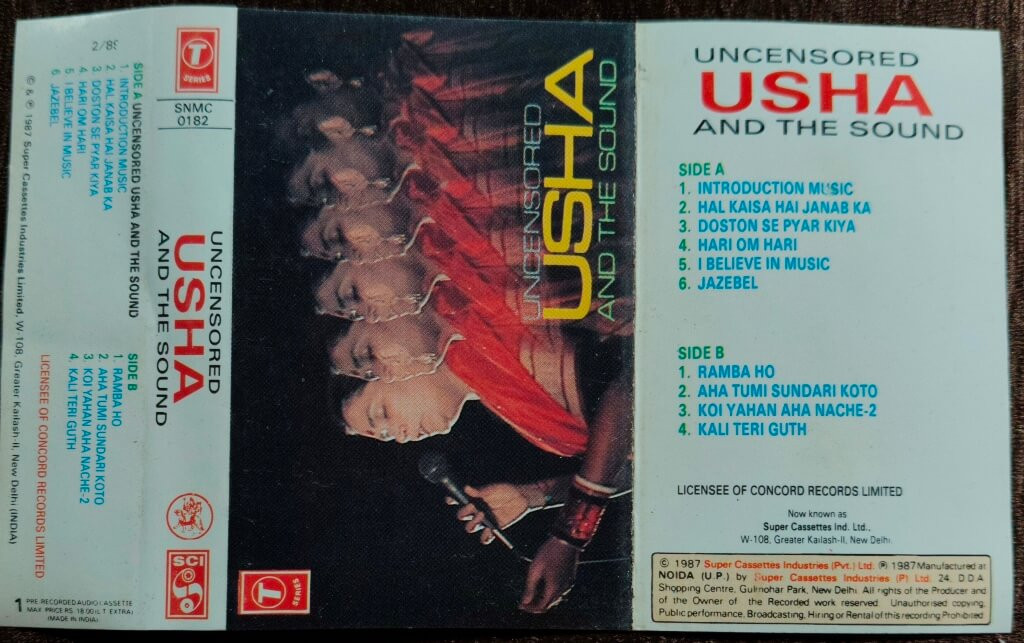 2/89
SIDE A UNCENSORED USHA AND THE SOUND
1. INTRODUCTION MUSIC
2. HAL KAISA HAI JANAB KA
3. DOSTON SE PYAR KIYA
4. HARI OM HARI
5 I BELIEVE IN MUSIC
6. JAZEBEL
SIDE B
1. RAMBA HO
2. AHA TUMI SUNDARI KOTO
3. KOI YAHAN AHA NACHE-2
4. KALI TERI GUTH
LICENSEE OF CONCORD RECORDS LIMITED
© & ℗ 1987 Super Cassettes Industries Limited, W 108, Greater Kailash-II, New Delhi (INDIA)
1 PRE-RECORDED AUDIO CASSETTE
MAX PRICE RS. 18.00 (L.T. EXTRA)
(MADE IN INDIA)
T
SERIES
SNMC
0182
UNCENSORED
USHA
AND THE SOUND
SCI
UNCENSORED
USHA
AND THE SOUND
T
SERIES
UNCENSORED
USHA
AND THE SOUND
SIDE A
1. INTRODUCTION MUSIC
2. HAL KAISA HAI JANAB KA
3. DOSTON SE PYAR KIYA
4. HARI OM HARI
5. I BELIEVE IN MUSIC
6. JAZEBEL
SIDE B
1. RAMBA HO
2. AHA TUMI SUNDARI KOTO
3. KOI YAHAN AHA NACHE-2
4. KALI TERI GUTH
LICENSEE OF CONCORD RECORDS LIMITED
Now known as
Super Cassettes Ind. Ltd.,
W-108, Greater Kailash-II, New Delhi.
© 1987 Super Cassettes Industries (Pvt.) Ltd. ℗ 1987 Manufactured at
NOIDA (U.P.) by Super Cassettes Industries (P) Ltd. 24, D.D.A
Shopping Centre, Gulmohar Park, New Delhi. All rights of the Producer and
of the Owner of the Recorded work reserved Unauthorised copying,
Public performance, Broadcasting, Hiring or Rental of this recording Prohibited